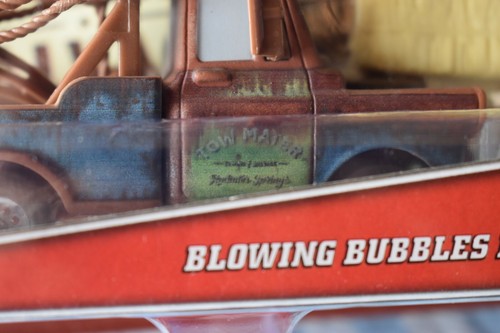 TOW MATER
Radiator Springs
BLOWING BUBBLES